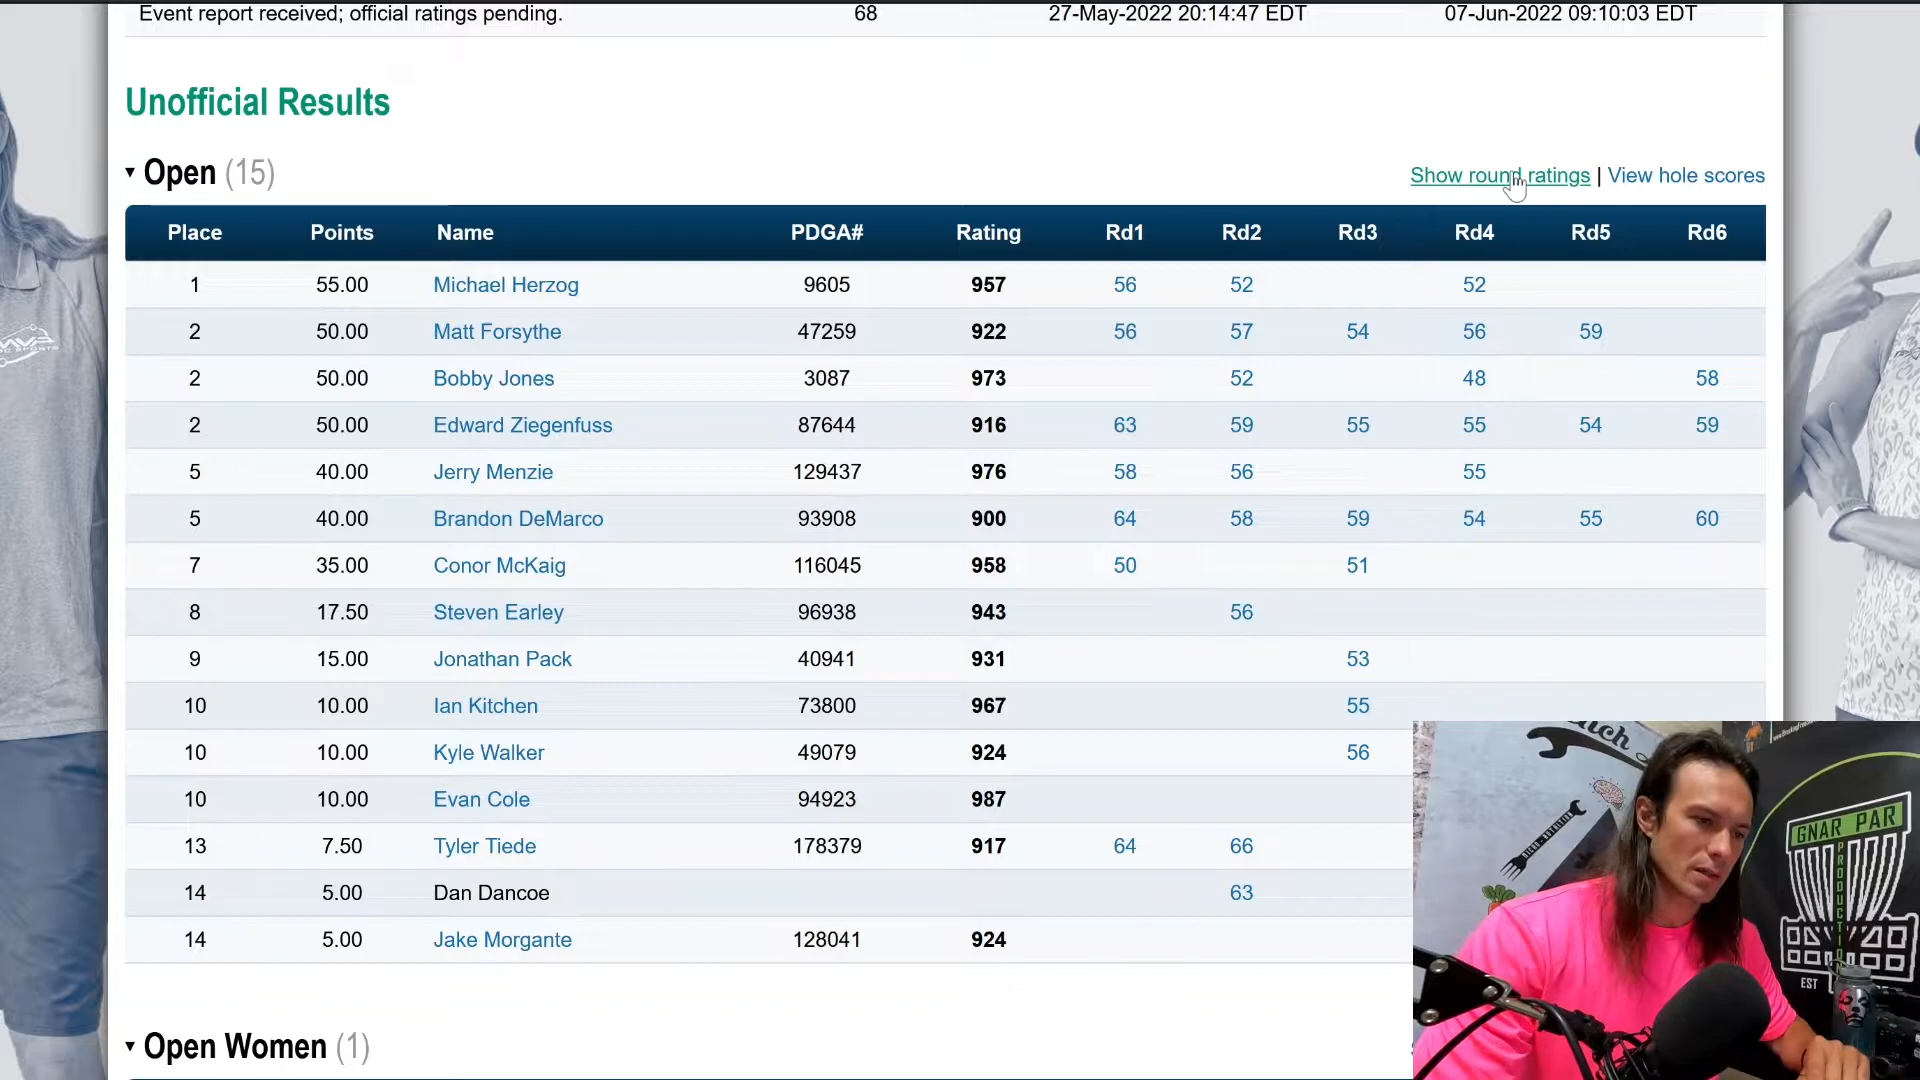 Event report received; official ratings pending. 68 27-May-2022 20:14:47 EDT 07-Jun-2022 09:10:03 EDT
Unofficial Results
Open (15) Show round ratings | View hole scores
Place Points Name PDGA# Rating Rd1 Rd2 Rd3 Rd4 Rd5 Rd6
1 55.00 Michael Herzog 9605 957 56 52 52
2 50.00 Matt Forsythe 47259 922 56 57 54 56 59
2 50.00 Bobby Jones 3087 973 52 48 58
2 50.00 Edward Ziegenfuss 87644 916 63 59 55 55 54 59
5 40.00 Jerry Menzie 129437 976 58 56 55
5 40.00 Brandon DeMarco 93908 900 64 58 59 54 55 60
7 35.00 Conor McKaig 116045 958 50 51
8 17.50 Steven Earley 96938 943 56
9 15.00 Jonathan Pack 40941 931 53
10 10.00 Ian Kitchen 73800 967 55
10 10.00 Kyle Walker 49079 924 56
10 10.00 Evan Cole 94923 987
13 7.50 Tyler Tiede 178379 917 64 66
14 5.00 Dan Dancoe 63
14 5.00 Jake Morgante 128041 924
Open Women (1)
GNAR PAR
EST